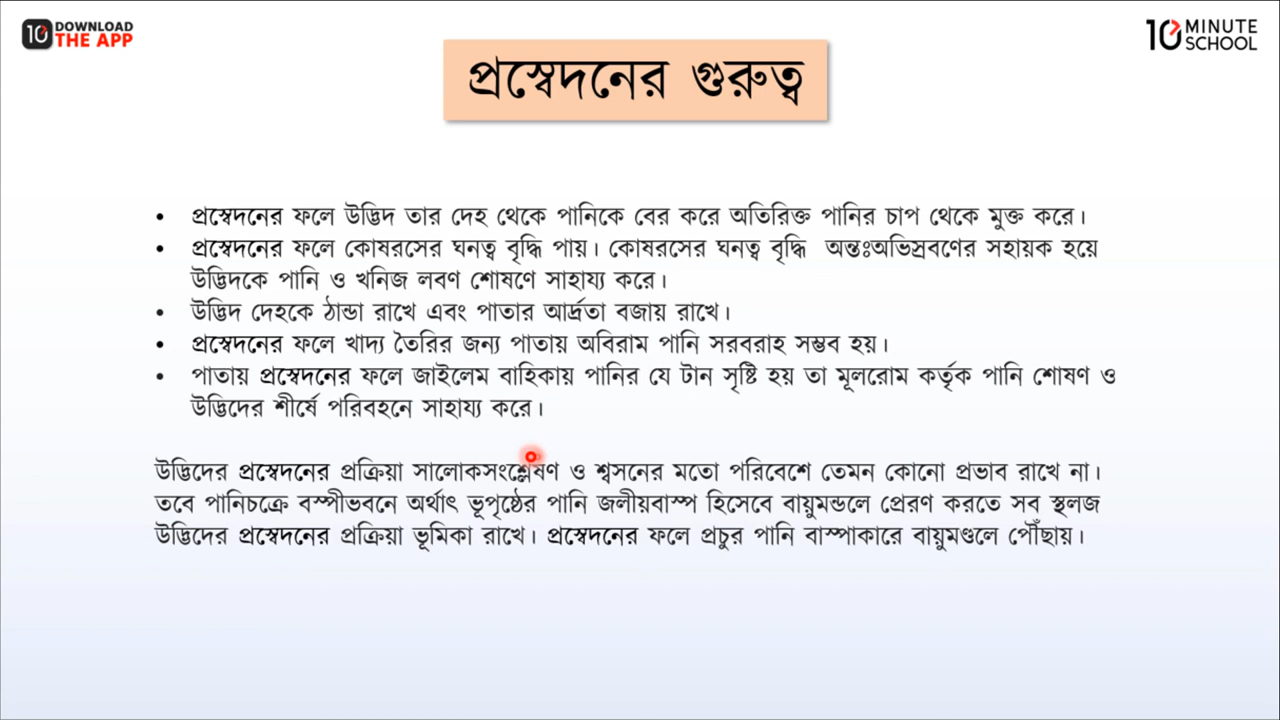 DOWNLOAD
THE APP
10 MINUTE
SCHOOL
প্রস্বেদনের গুরুত্ব
• প্রস্বেদনের ফলে উদ্ভিদ তার দেহ থেকে পানিকে বের করে অতিরিক্ত পানির চাপ থেকে মুক্ত করে।
• প্রস্বেদনের ফলে কোষরসের ঘনত্ব বৃদ্ধি পায়। কোষরসের ঘনত্ব বৃদ্ধি অন্তঃঅভিস্রবণের সহায়ক হয়ে
উদ্ভিদকে পানি ও খনিজ লবণ শোষণে সাহায্য করে।
• উদ্ভিদ দেহকে ঠান্ডা রাখে এবং পাতার আর্দ্রতা বজায় রাখে।
• প্রস্বেদনের ফলে খাদ্য তৈরির জন্য পাতায় অবিরাম পানি সরবরাহ সম্ভব হয়।
• পাতায় প্রস্বেদনের ফলে জাইলেম বাহিকায় পানির যে টান সৃষ্টি হয় তা মূলরোম কর্তৃক পানি শোষণ ও
উদ্ভিদের শীর্ষে পরিবহনে সাহায্য করে।
উদ্ভিদের প্রস্বেদনের প্রক্রিয়া সালোকসংশ্লেষণ ও শ্বসনের মতো পরিবেশে তেমন কোনো প্রভাব রাখে না।
তবে পানিচক্রে বস্পীভবনে অর্থাৎ ভূপৃষ্ঠের পানি জলীয়বাস্প হিসেবে বায়ুমন্ডলে প্রেরণ করতে সব স্থলজ
উদ্ভিদের প্রস্বেদনের প্রক্রিয়া ভূমিকা রাখে। প্রস্বেদনের ফলে প্রচুর পানি বাস্পাকারে বায়ুমণ্ডলে পৌঁছায়।